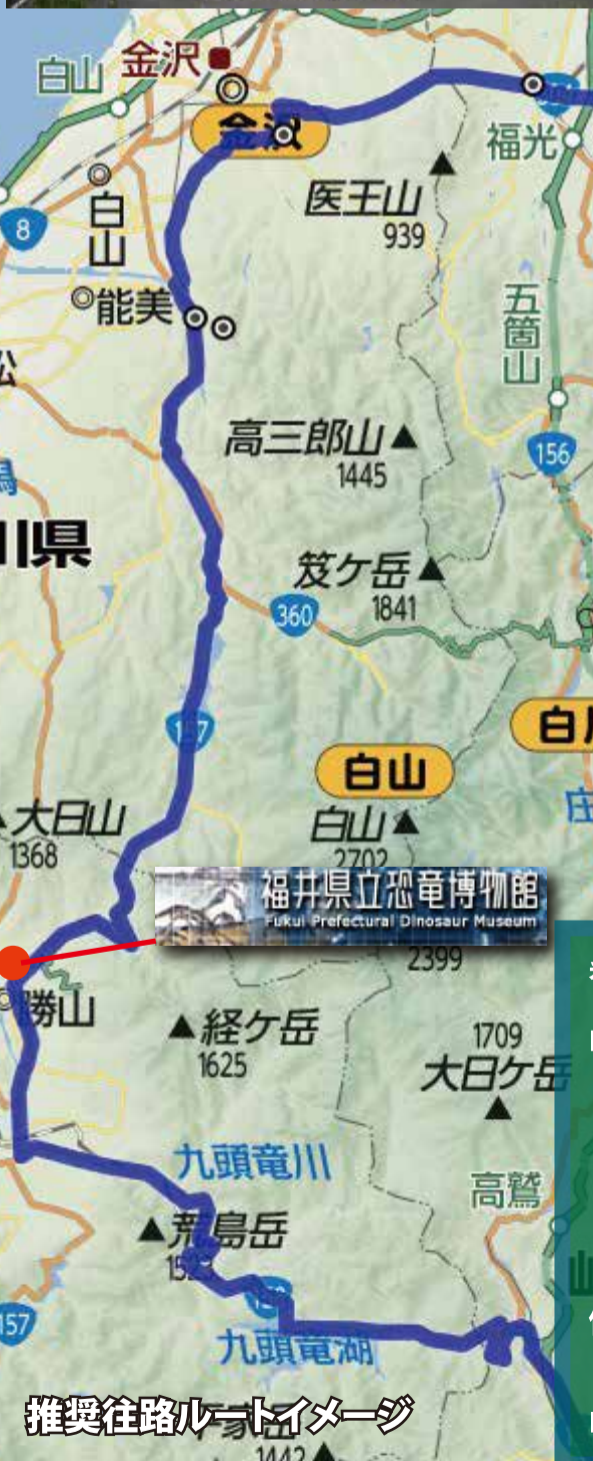 白山 金沢
金沢
福光
医王山
939
8
白山
能美
五箇山
高三郎山
1445
156
川県
笈ケ岳
1841
360
157
白山
大日山
1368
白山
2702
福井県立恐竜博物館
Fukui Prefectural Dinosaur Museum
2399
勝山
経ケ岳
1625
1709
大日ケ岳
九頭竜川
高鷲
荒島岳
157
九頭竜湖
推奨往路ルートイメージ
平家岳
1442